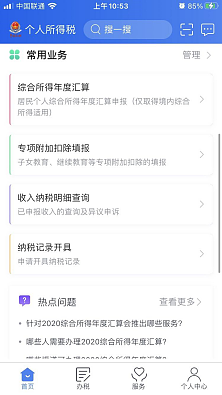 中国联通
上午10:53
85%
个人所得税
搜一搜
常用业务
管理
综合所得年度汇算
居民个人综合所得年度汇算申报（仅取得境内综合
所得适用）
专项附加扣除填报
子女教育、继续教育等专项附加扣除的填报
收入纳税明细查询
已申报收入的查询及异议申诉
纳税记录开具
申请开具纳税记录
热点问题
查看更多
针对2020综合所得年度汇算会推出哪些服务？
哪些人需要办理2020综合所得年度汇算？
首页
办税
服务
个人中心